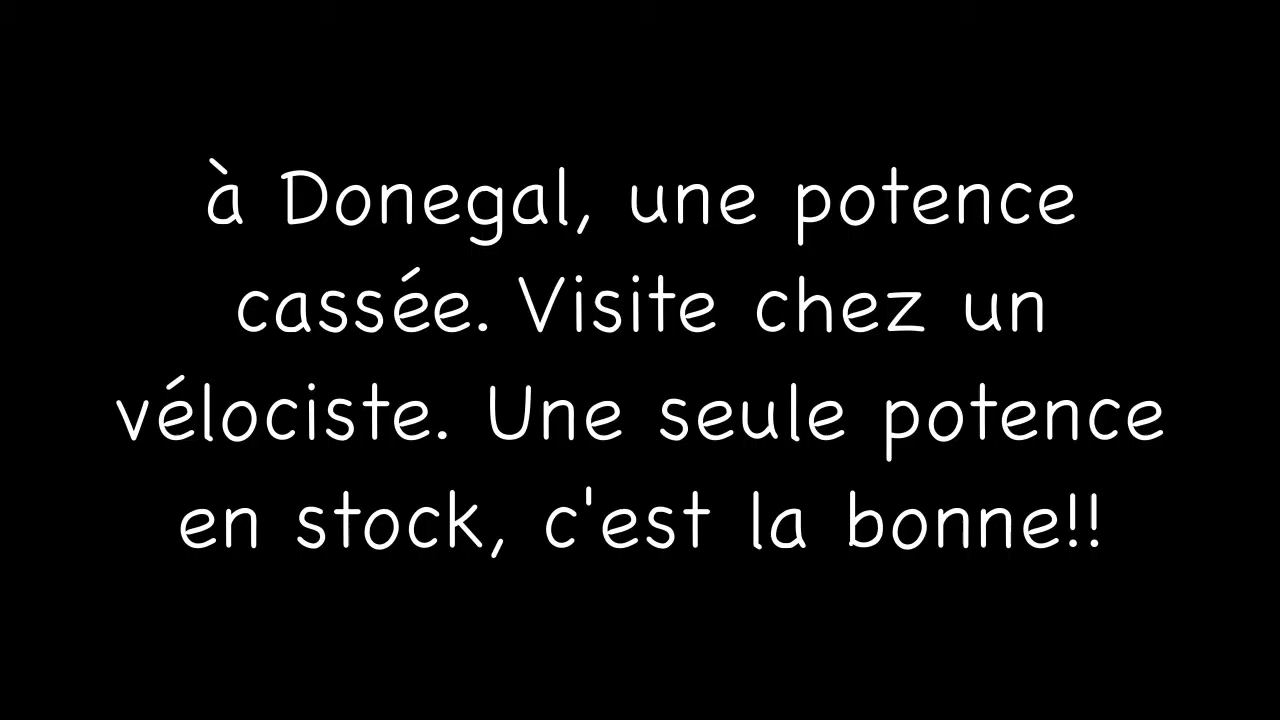 à Donegal, une potence
cassée. Visite chez un
vélociste. Une seule potence
en stock, c'est la bonne!!